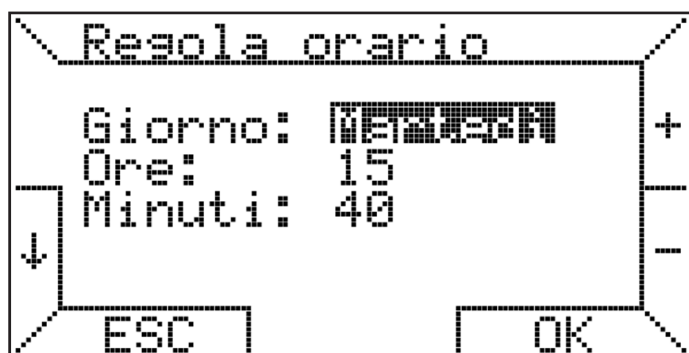 Regola orario
Giorno:
+
Ore: 15
Minuti: 40
↓
−
ESC OK